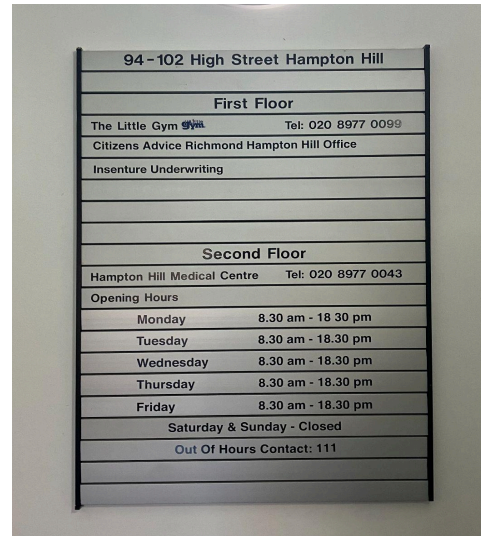 94-102 High Street Hampton Hill
First Floor
The Little Gym Tel: 020 8977 0099
Citizens Advice Richmond Hampton Hill Office
Insenture Underwriting
Second Floor
Hampton Hill Medical Centre Tel: 020 8977 0043
Opening Hours
Monday 8.30 am - 18 30 pm
Tuesday 8.30 am - 18.30 pm
Wednesday 8.30 am - 18.30 pm
Thursday 8.30 am - 18.30 pm
Friday 8.30 am - 18.30 pm
Saturday & Sunday - Closed
Out Of Hours Contact: 111